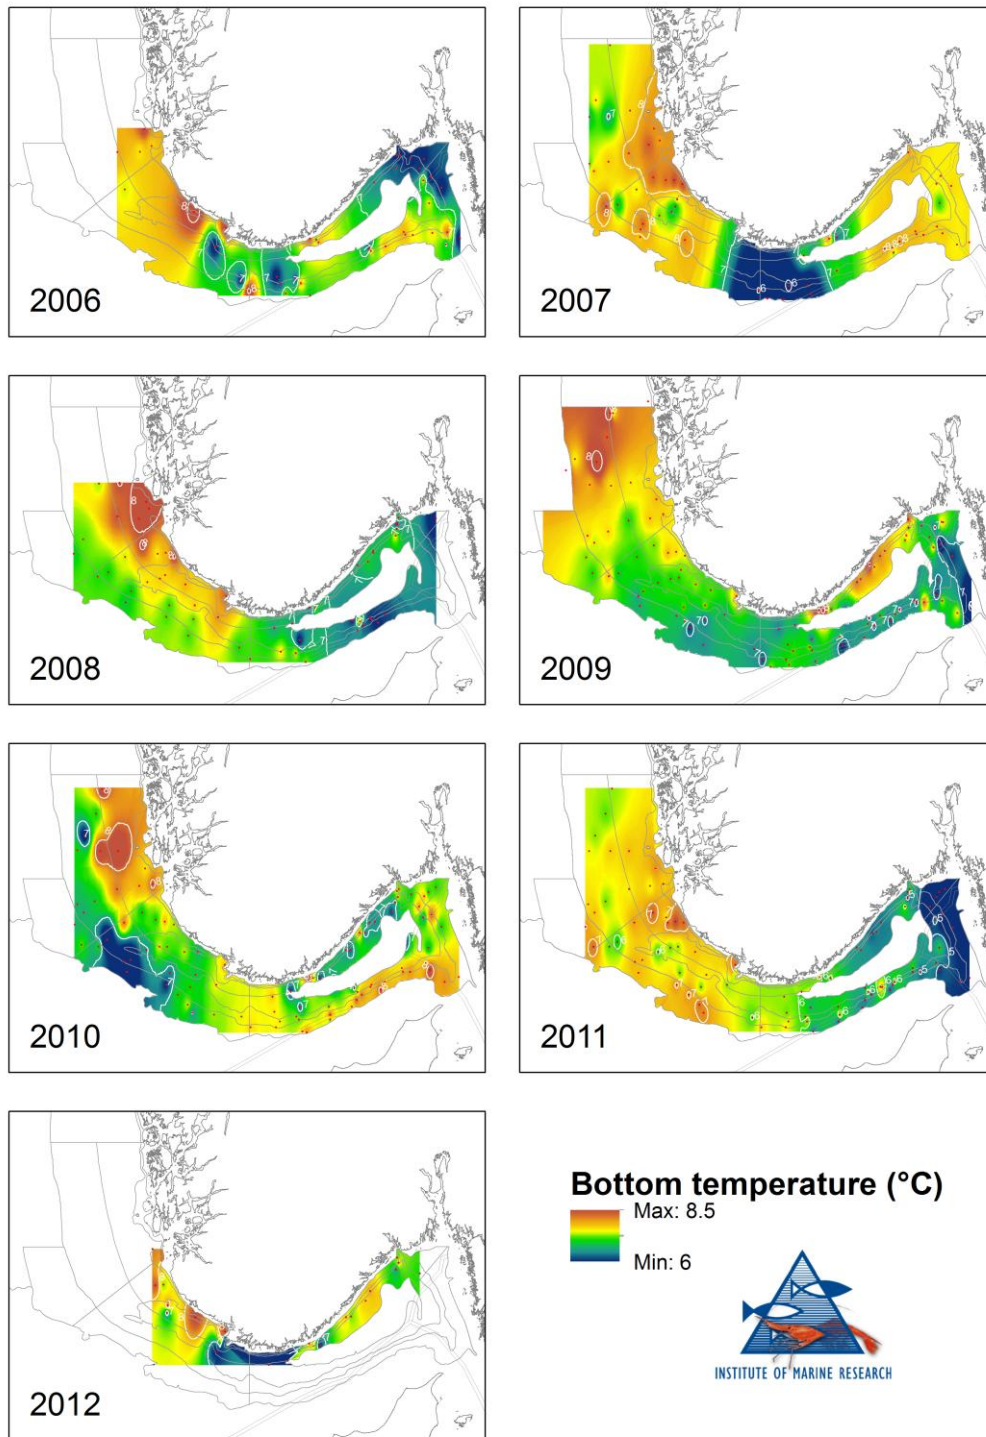 2006
2007
2008
2009
2010
2011
2012
Bottom temperature (°C)
Max: 8.5
Min: 6
INSTITUTE OF MARINE RESEARCH